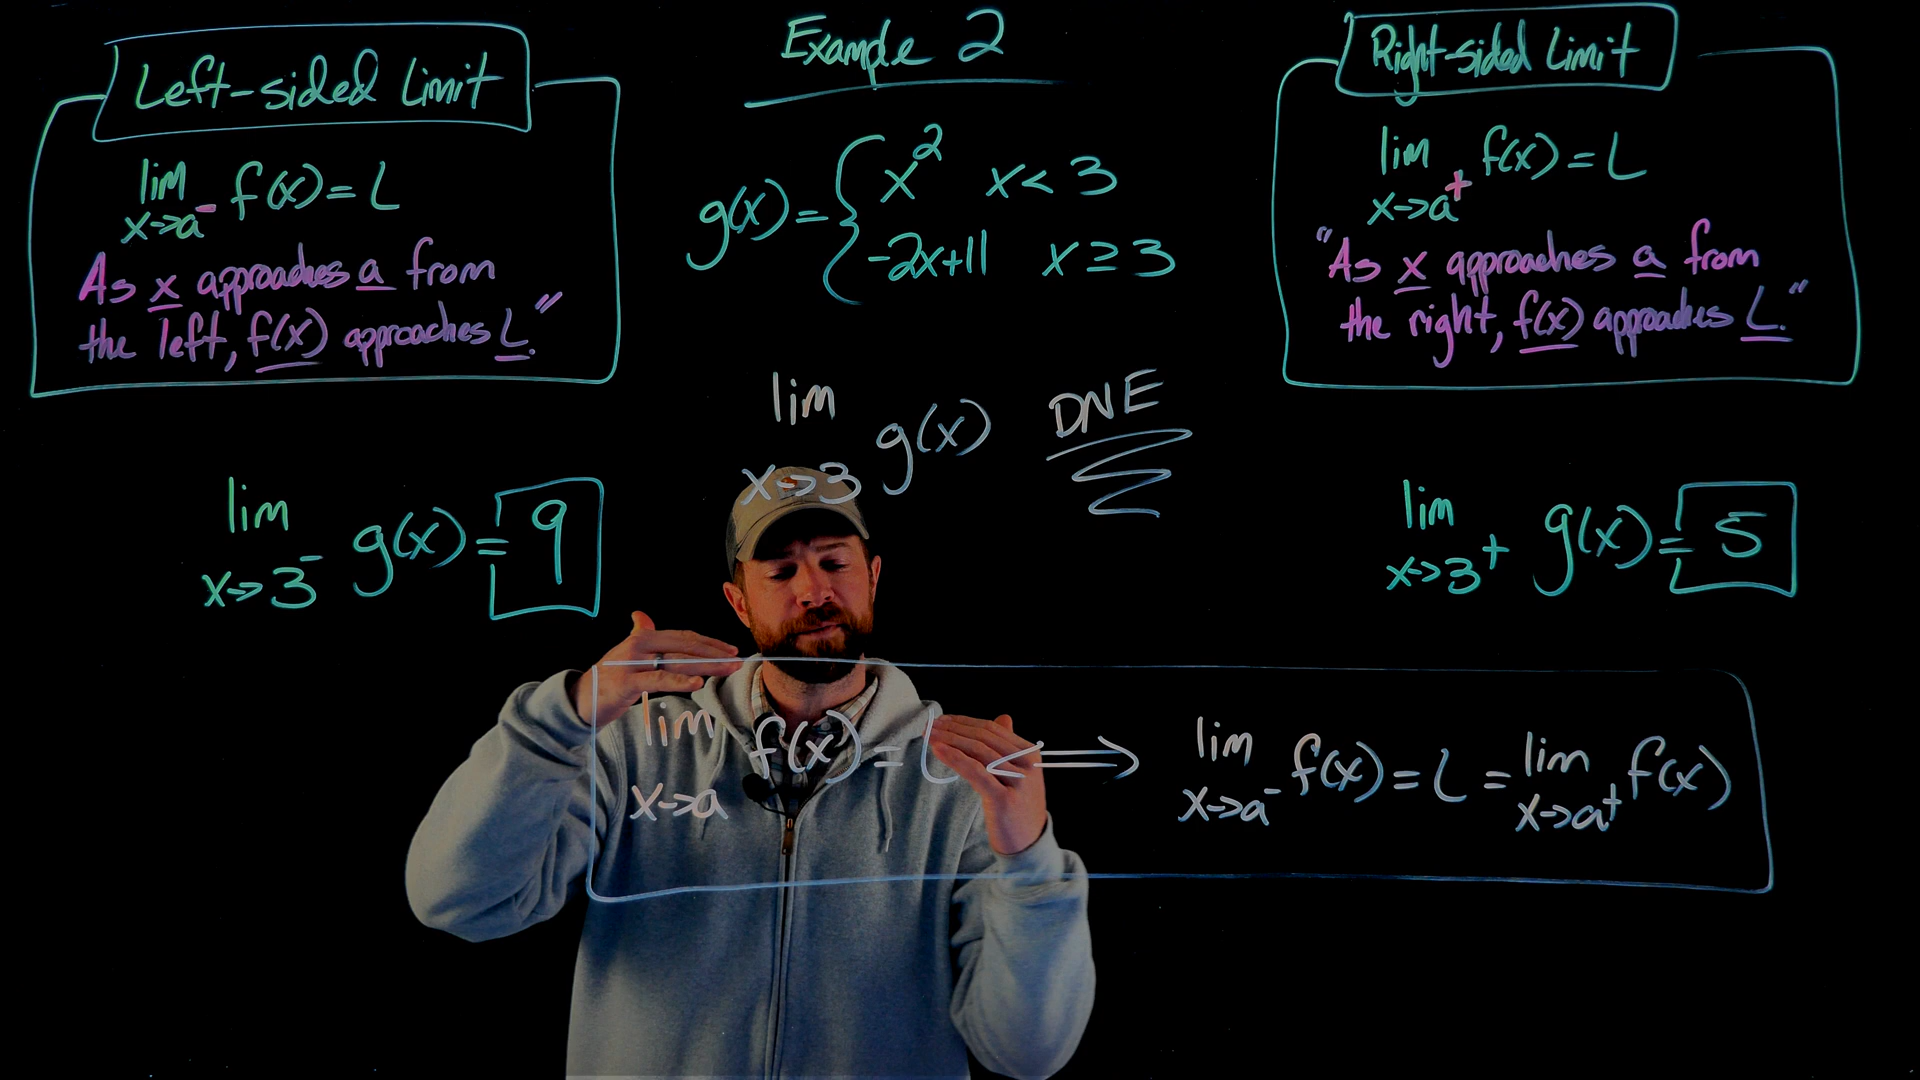 Left-sided Limit
lim x->a⁻ f(x) = L
As x approaches a from
the left, f(x) approaches L."
Example 2
g(x) = { x² x < 3
-2x+11 x ≥ 3
Right-sided Limit
lim x->a⁺ f(x) = L
"As x approaches a from
the right, f(x) approaches L."
lim x->3 g(x) DNE
lim x->3⁻ g(x) = 9
lim x->3⁺ g(x) = 5
lim x->a f(x) = L <=> lim x->a⁻ f(x) = L = lim x->a⁺ f(x)